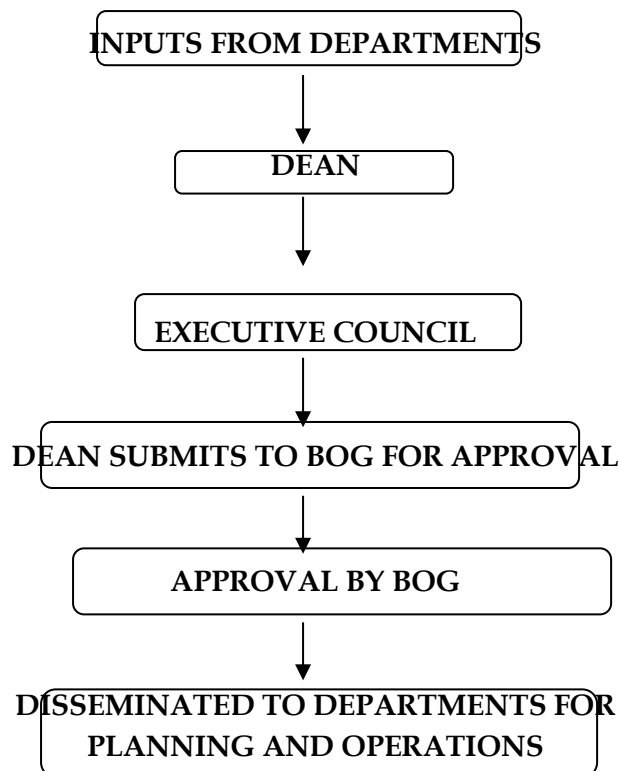 INPUTS FROM DEPARTMENTS
DEAN
EXECUTIVE COUNCIL
DEAN SUBMITS TO BOG FOR APPROVAL
APPROVAL BY BOG
DISSEMINATED TO DEPARTMENTS FOR
PLANNING AND OPERATIONS